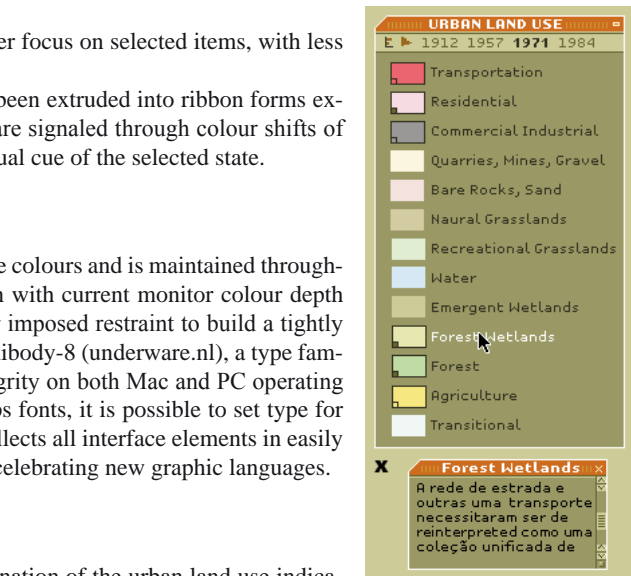 er focus on selected items, with less
been extruded into ribbon forms ex-
are signaled through colour shifts of
ual cue of the selected state.
e colours and is maintained through-
n with current monitor colour depth
y imposed restraint to build a tightly
nibody-8 (underware.nl), a type fam-
grity on both Mac and PC operating
os fonts, it is possible to set type for
llects all interface elements in easily
celebrating new graphic languages.
nation of the urban land use indica-
URBAN LAND USE
E 1912 1957 1971 1984
Transportation
Residential
Commercial Industrial
Quarries, Mines, Gravel
Bare Rocks, Sand
Naural Grasslands
Recreational Grasslands
Water
Emergent Wetlands
Forest Wetlands
Forest
Agriculture
Transitional
X
Forest Wetlands
A rede de estrada e
outras uma transporte
necessitaram ser de
reinterpreted como uma
coleção unificada de